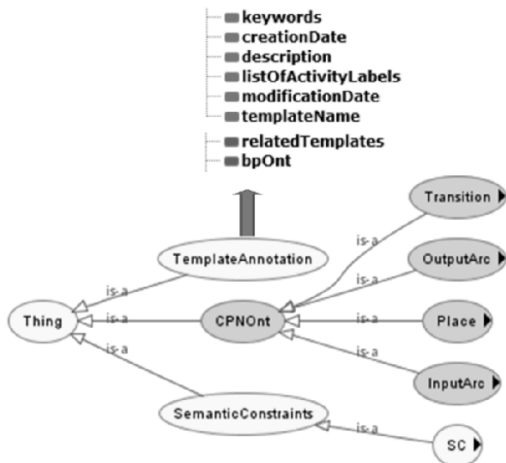 keywords
creationDate
description
listOfActivityLabels
modificationDate
templateName
relatedTemplates
bpOnt
Transition
is-a
TemplateAnnotation
is-a
OutputArc
is-a
Thing
is-a
CPNOnt
is-a
Place
is-a
is-a
InputArc
SemanticConstraints
is-a
SC